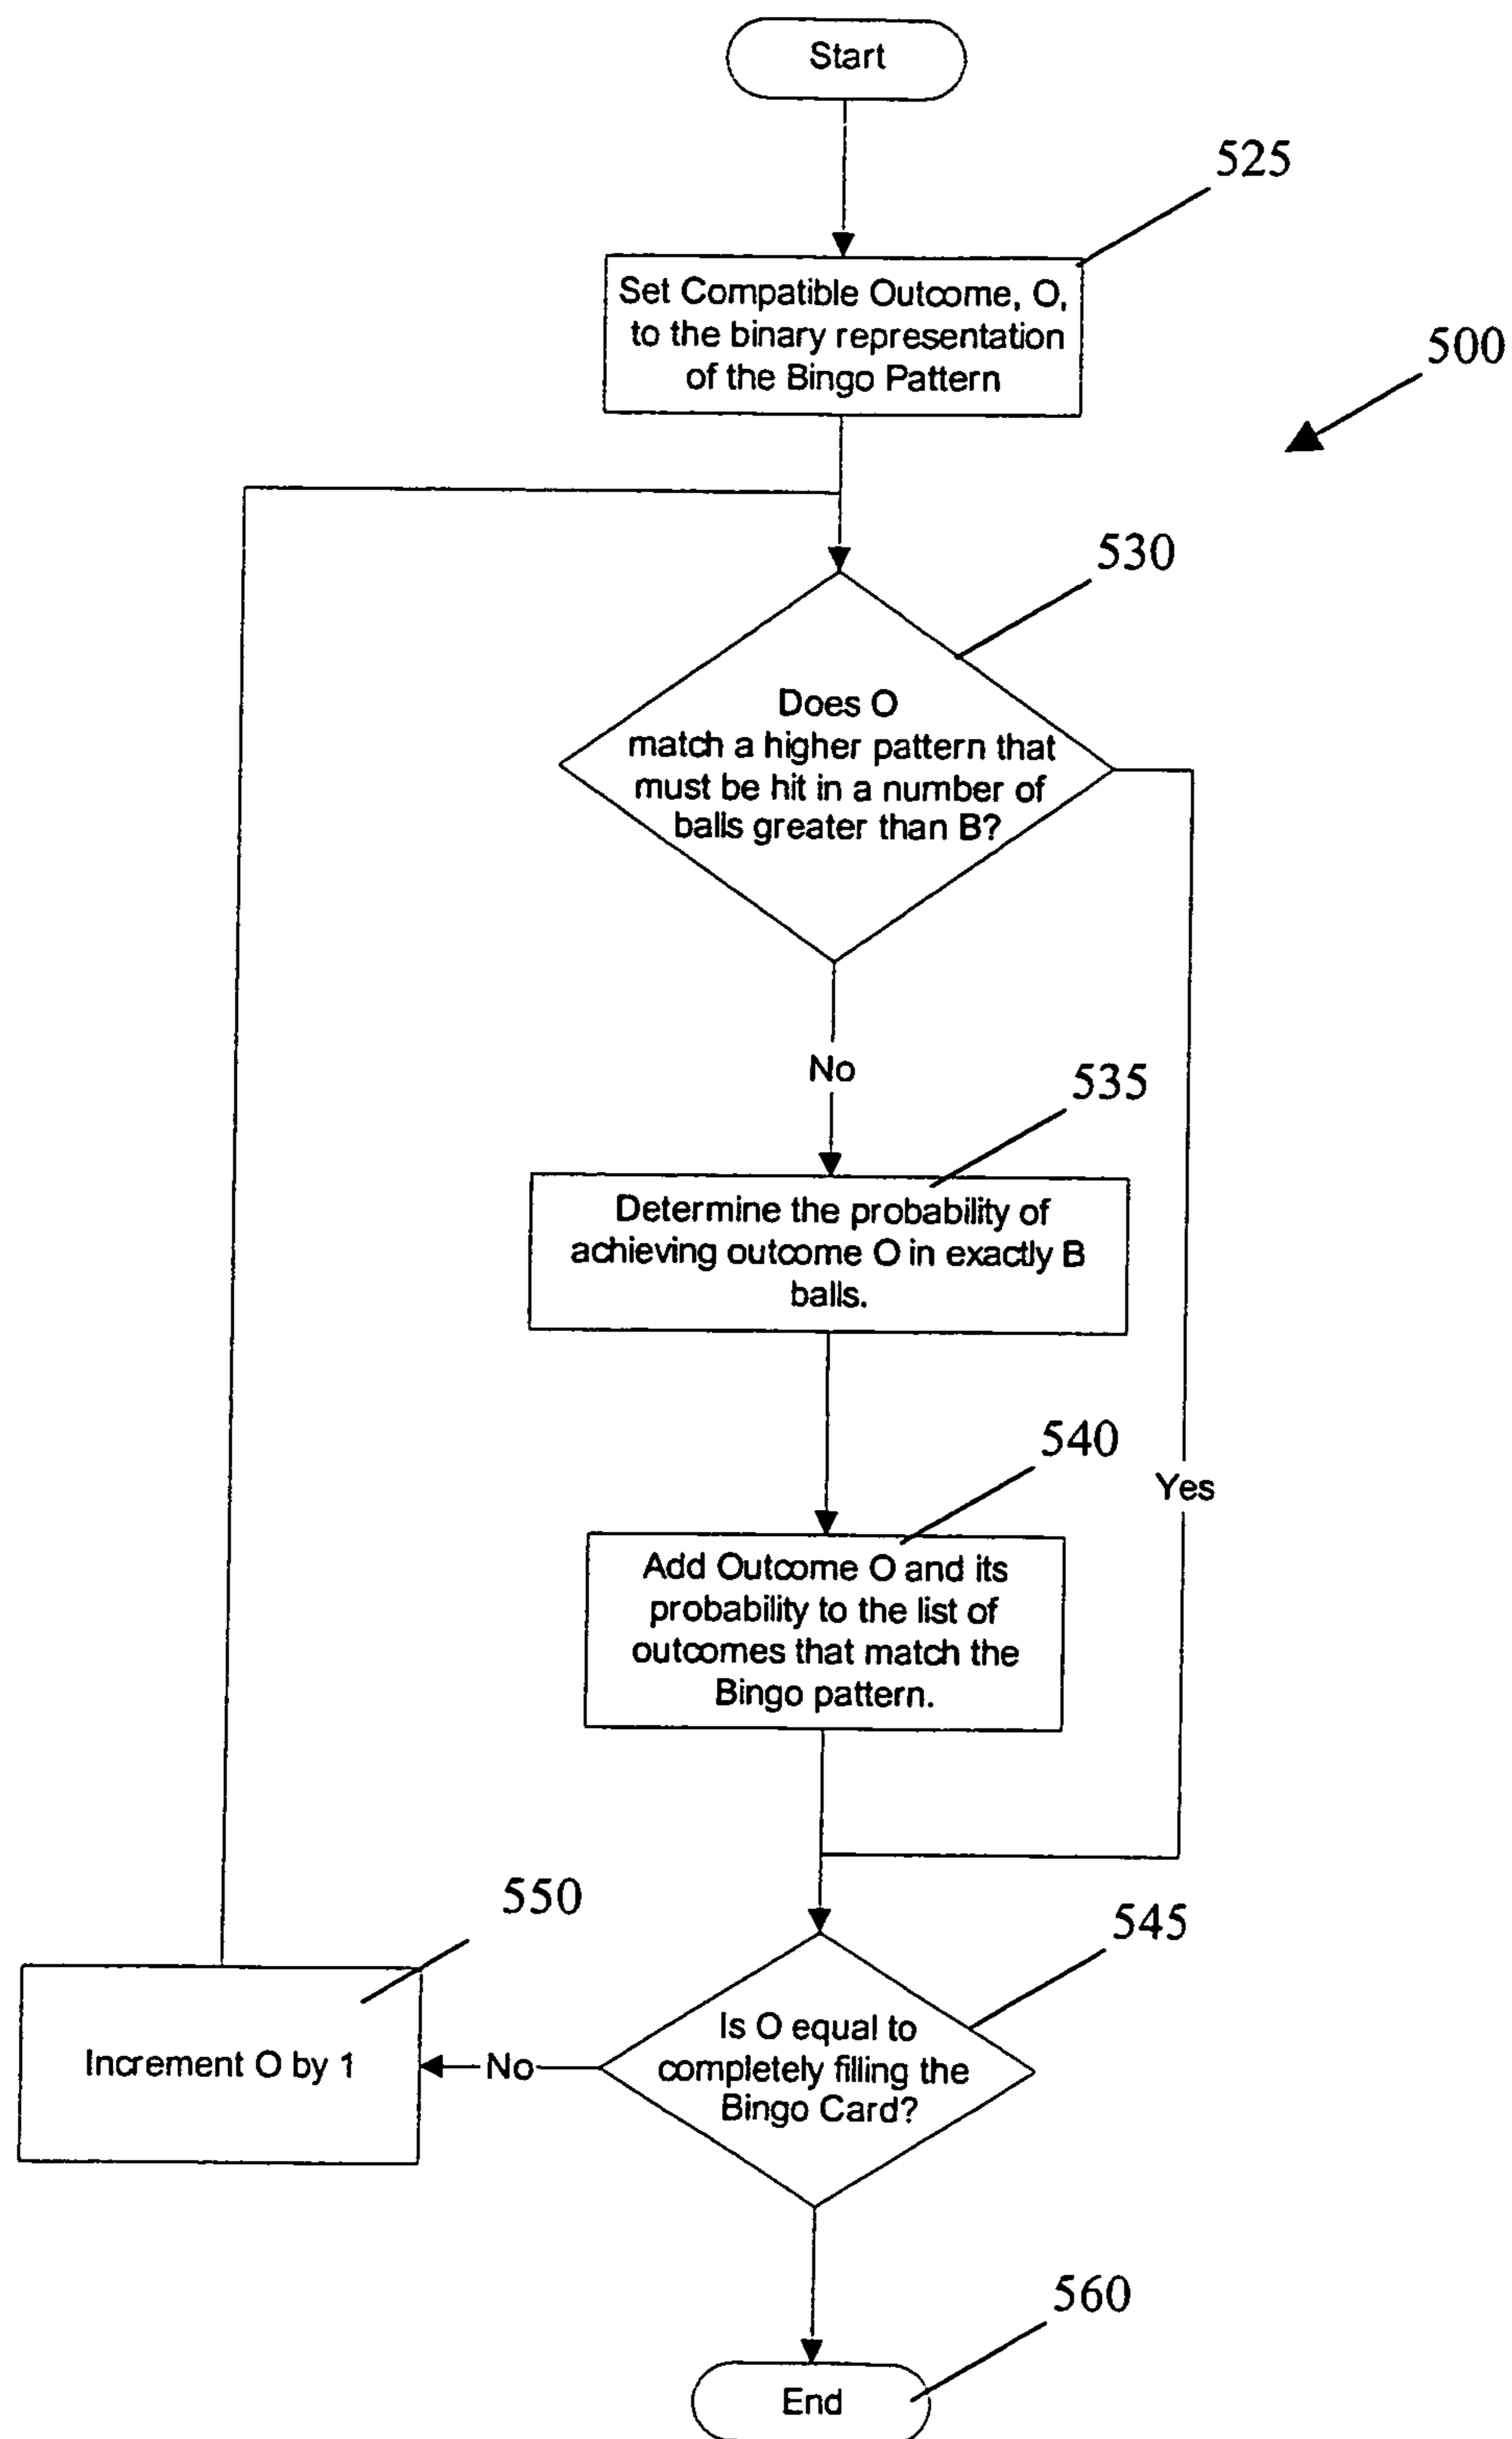 Start
525
Set Compatible Outcome, O,
to the binary representation
of the Bingo Pattern
500
530
Does O
match a higher pattern that
must be hit in a number of
balls greater than B?
No
535
Determine the probability of
achieving outcome O in exactly B
balls.
540
Yes
Add Outcome O and its
probability to the list of
outcomes that match the
Bingo pattern.
550
545
Is O equal to
completely filling the
Bingo Card?
No
Increment O by 1
560
End